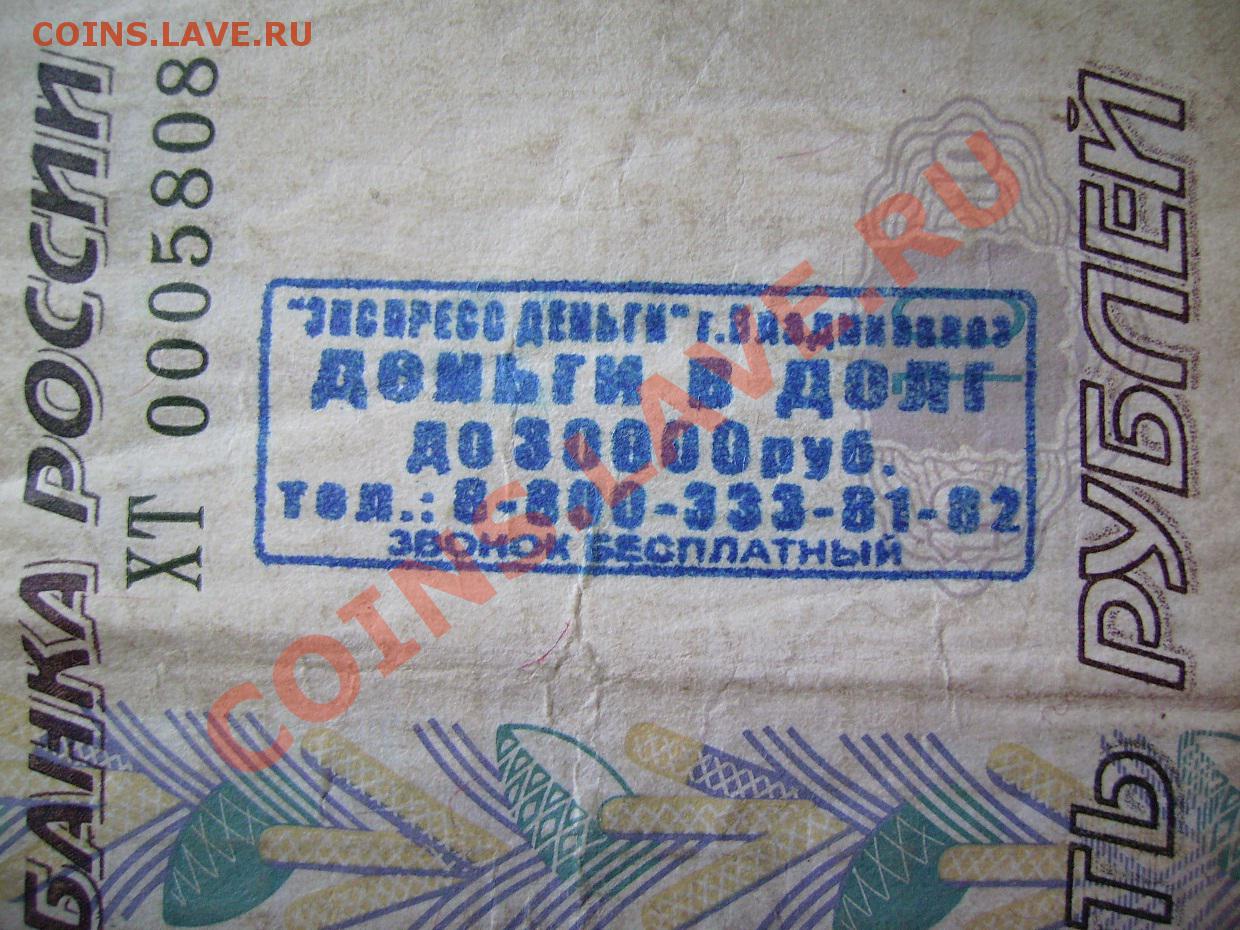 COINS.LAVE.RU
БАНКА РОССИИ
ХТ 0005808
"ЭКСПРЕСС ДЕНЬГИ" г.Владикавказ
ДЕНЬГИ В ДОЛГ
ДО 30000руб.
тел.: 8-800-333-81-82
ЗВОНОК БЕСПЛАТНЫЙ
COINS.LAVE.RU
ТЬ РУБЛЕЙ